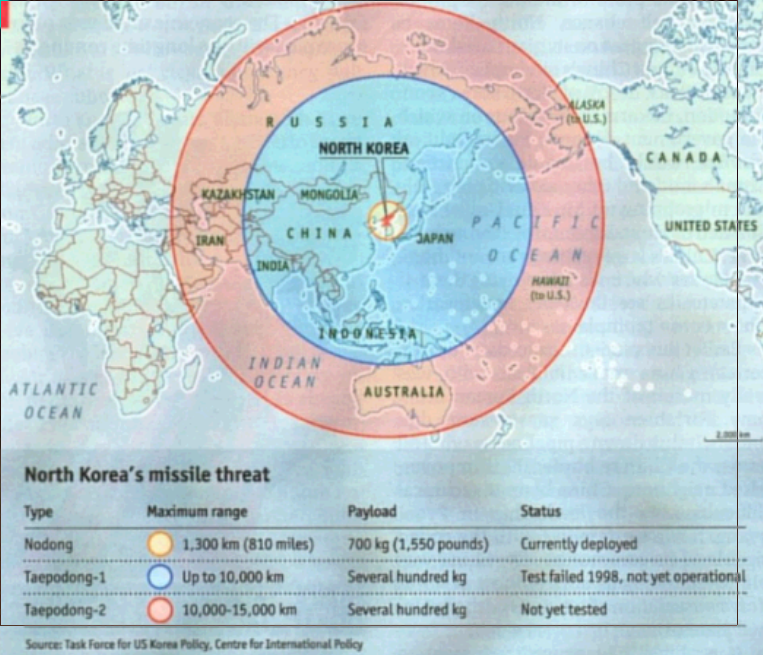 ALASKA
(to U.S.)
RUSSIA
NORTH KOREA
CANADA
KAZAKHSTAN
MONGOLIA
PACIFIC
UNITED STATES
CHINA
IRAN
JAPAN
OCEAN
INDIA
HAWAII
(to U.S.)
INDONESIA
INDIAN
OCEAN
ATLANTIC
OCEAN
AUSTRALIA
2,000 km
North Korea's missile threat
Type Maximum range Payload Status
Nodong 1,300 km (810 miles) 700 kg (1,550 pounds) Currently deployed
Taepodong-1 Up to 10,000 km Several hundred kg Test failed 1998, not yet operational
Taepodong-2 10,000-15,000 km Several hundred kg Not yet tested
Source: Task Force for US Korea Policy, Centre for International Policy